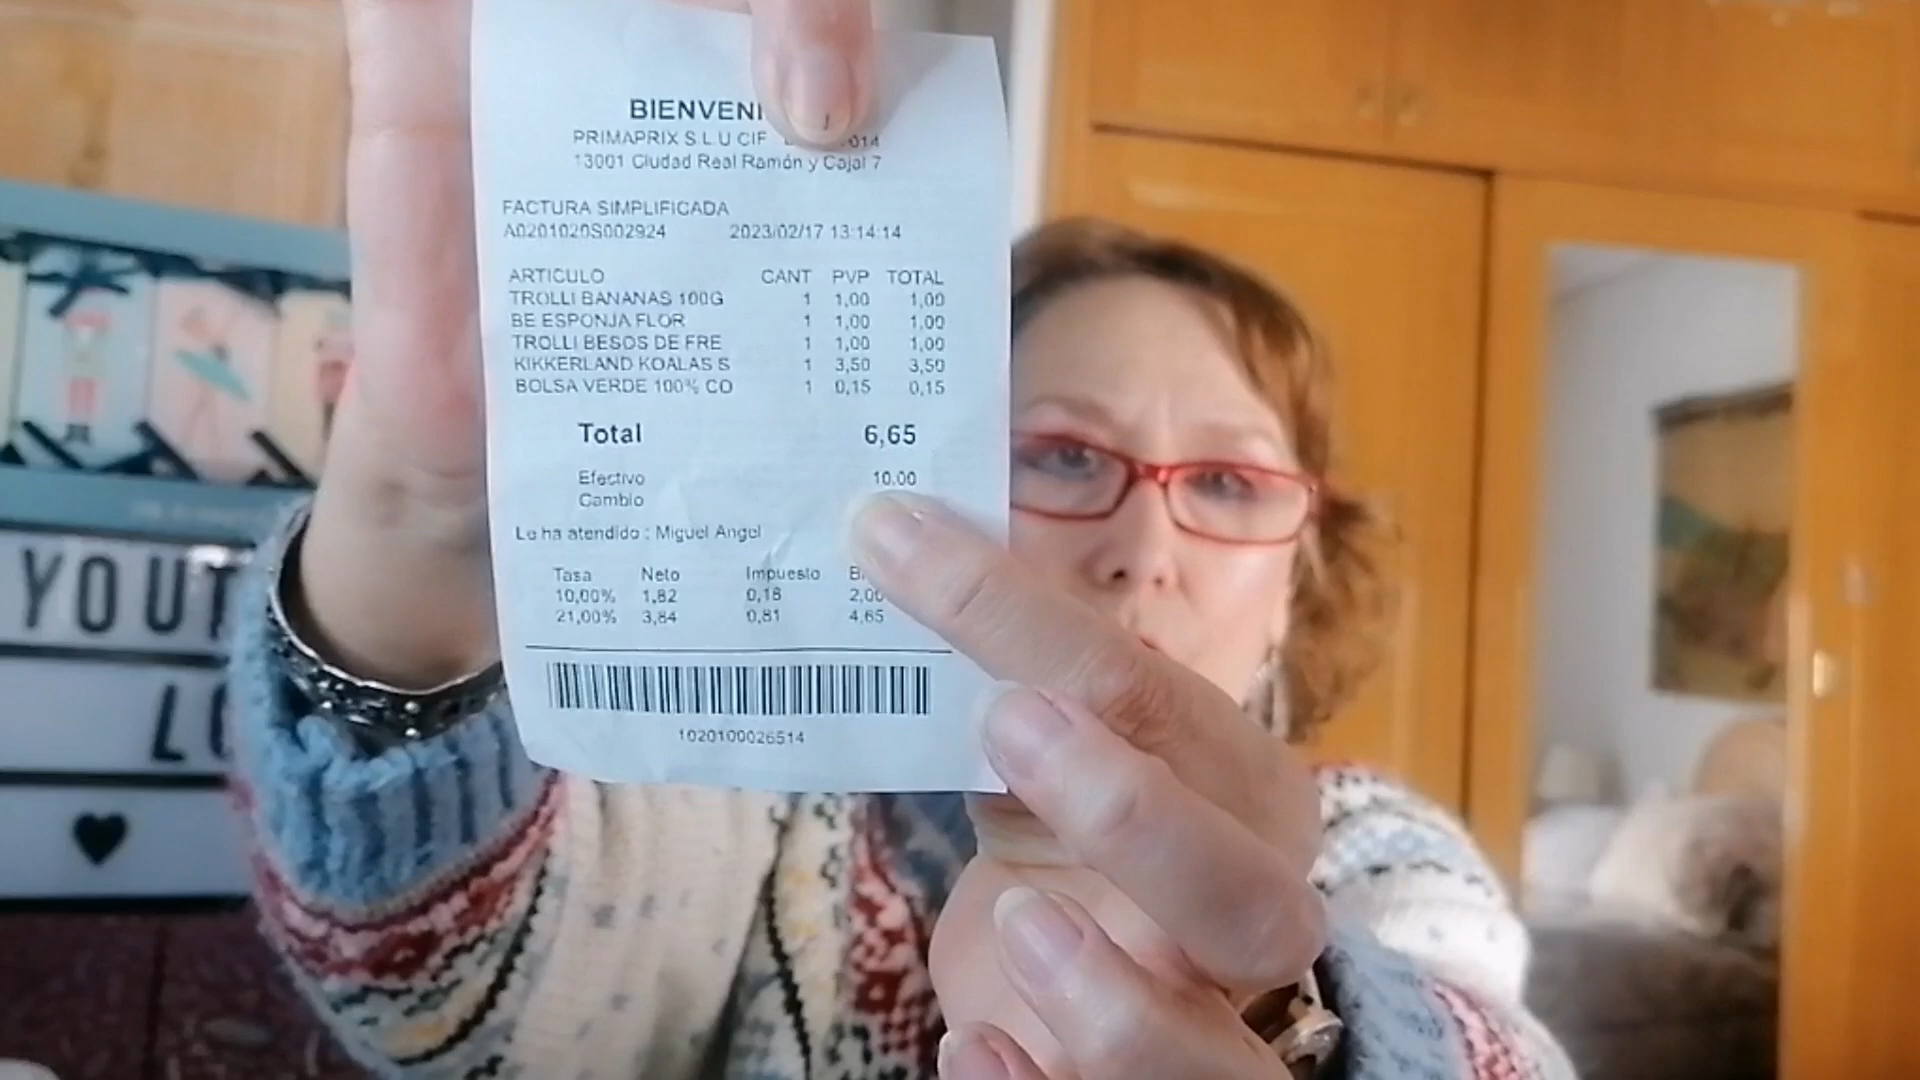 BIENVENI
PRIMAPRIX S.L.U CIF 014
13001 Ciudad Real Ramón y Cajal 7
FACTURA SIMPLIFICADA
A0201020S002924 2023/02/17 13:14:14
ARTICULO CANT PVP TOTAL
TROLLI BANANAS 100G 1 1,00 1,00
BE ESPONJA FLOR 1 1,00 1,00
TROLLI BESOS DE FRE 1 1,00 1,00
KIKKERLAND KOALAS S 1 3,50 3,50
BOLSA VERDE 100% CO 1 0,15 0,15
Total 6,65
Efectivo 10,00
Cambio
Le ha atendido : Miguel Angel
Tasa Neto Impuesto
10,00% 1,82 0,18 2,00
21,00% 3,84 0,81 4,65
1020100026514
YOUT
LO